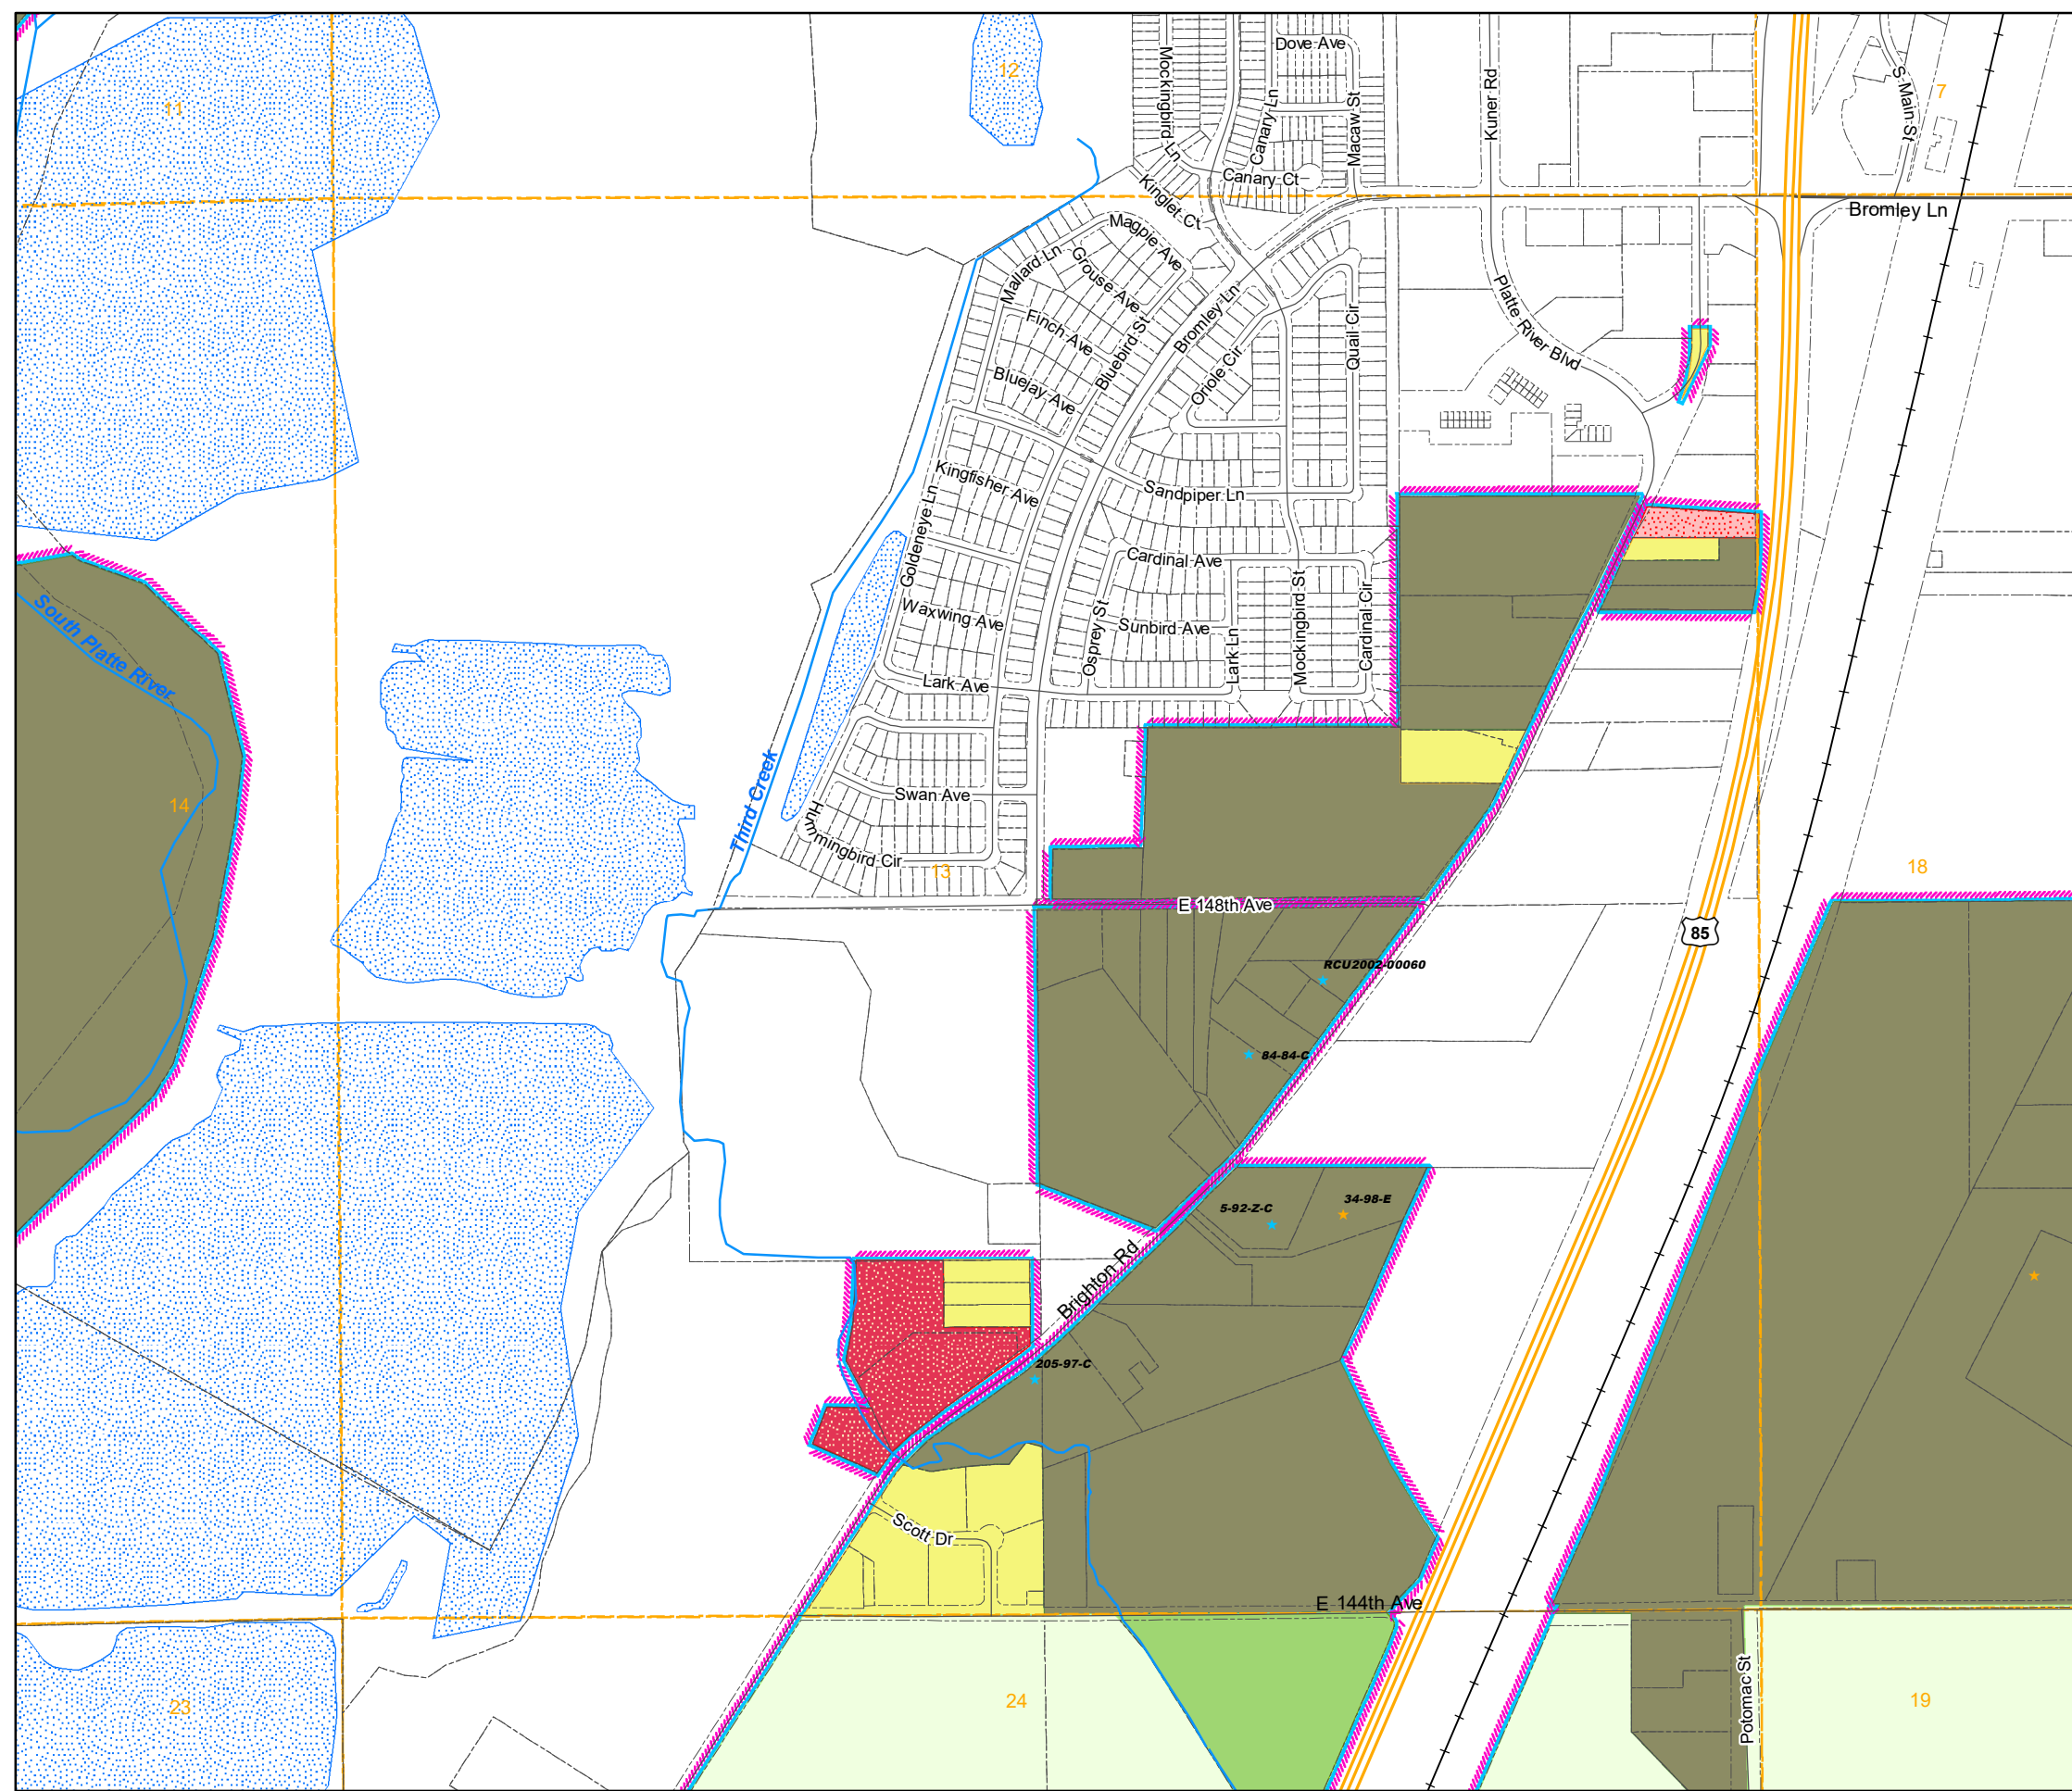 Dove Ave
12
11
7
Mockingbird Ln
Canary Ln
Macaw St
Kuner Rd
S Main St
Canary Ct
Kinglet Ct
Bromley Ln
Magpie Ave
Mallard Ln
Grouse Ave
Finch Ave
Bluebird St
Bromley Ln
Quail Cir
Platte River Blvd
Bluejay Ave
Oriole Cir
Kingfisher Ave
Sandpiper Ln
Goldeneye Ln
Cardinal Ave
Waxwing Ave
Osprey St
Sunbird Ave
Lark Ln
Mockingbird St
Cardinal Cir
South Platte River
Lark Ave
14
Third Creek
Swan Ave
Hummingbird Cir
13
18
E 148th Ave
85
RCU2002-00060
84-84-C
34-98-E
5-92-Z-C
Brighton Rd
205-97-C
Scott Dr
E 144th Ave
Potomac St
23
24
19